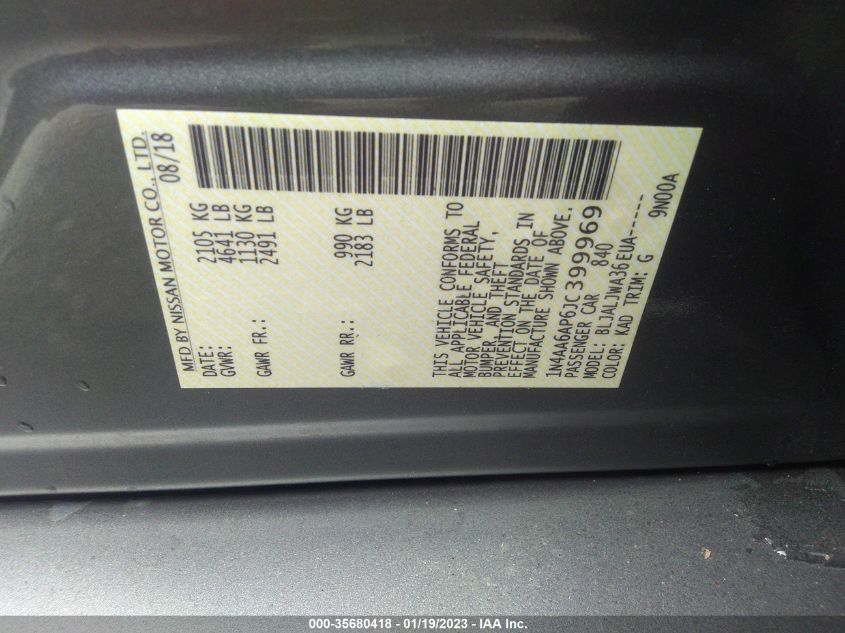 MFD BY NISSAN MOTOR CO., LTD.
DATE: 08/18
GVWR: 2105 KG
4641 LB
GAWR FR.: 1130 KG
2491 LB
GAWR RR.: 990 KG
2183 LB
THIS VEHICLE CONFORMS TO
ALL APPLICABLE FEDERAL
MOTOR VEHICLE SAFETY,
BUMPER, AND THEFT
PREVENTION STANDARDS IN
EFFECT ON THE DATE OF
MANUFACTURE SHOWN ABOVE.
1N4AA6AP6JC399969
PASSENGER CAR 840
MODEL: BLJALJWA36EUA-----
COLOR: KAD TRIM: G 9N00A
000-35680418 - 01/19/2023 - IAA Inc.